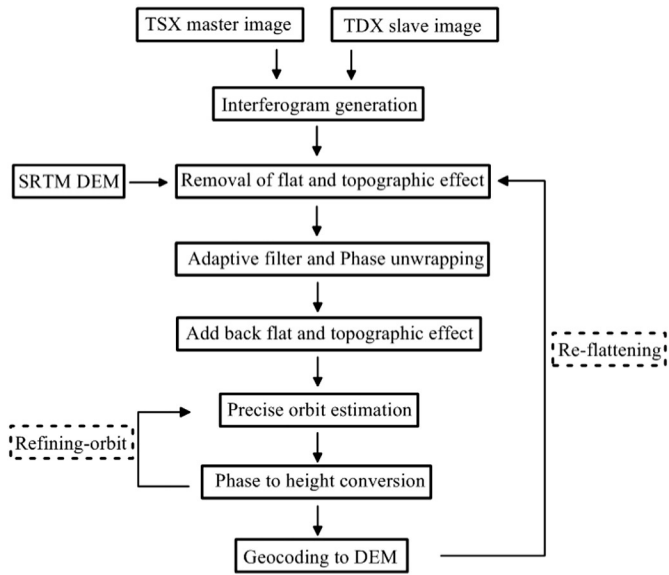 TSX master image
TDX slave image
Interferogram generation
SRTM DEM
Removal of flat and topographic effect
Adaptive filter and Phase unwrapping
Add back flat and topographic effect
Re-flattening
Precise orbit estimation
Refining-orbit
Phase to height conversion
Geocoding to DEM